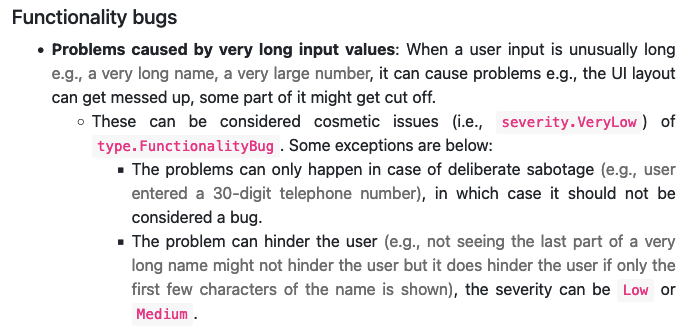 Functionality bugs
• Problems caused by very long input values: When a user input is unusually long
e.g., a very long name, a very large number, it can cause problems e.g., the UI layout
can get messed up, some part of it might get cut off.
◦ These can be considered cosmetic issues (i.e., severity.VeryLow) of
type.FunctionalityBug. Some exceptions are below:
▪ The problems can only happen in case of deliberate sabotage (e.g., user
entered a 30-digit telephone number), in which case it should not be
considered a bug.
▪ The problem can hinder the user (e.g., not seeing the last part of a very
long name might not hinder the user but it does hinder the user if only the
first few characters of the name is shown), the severity can be Low or
Medium.